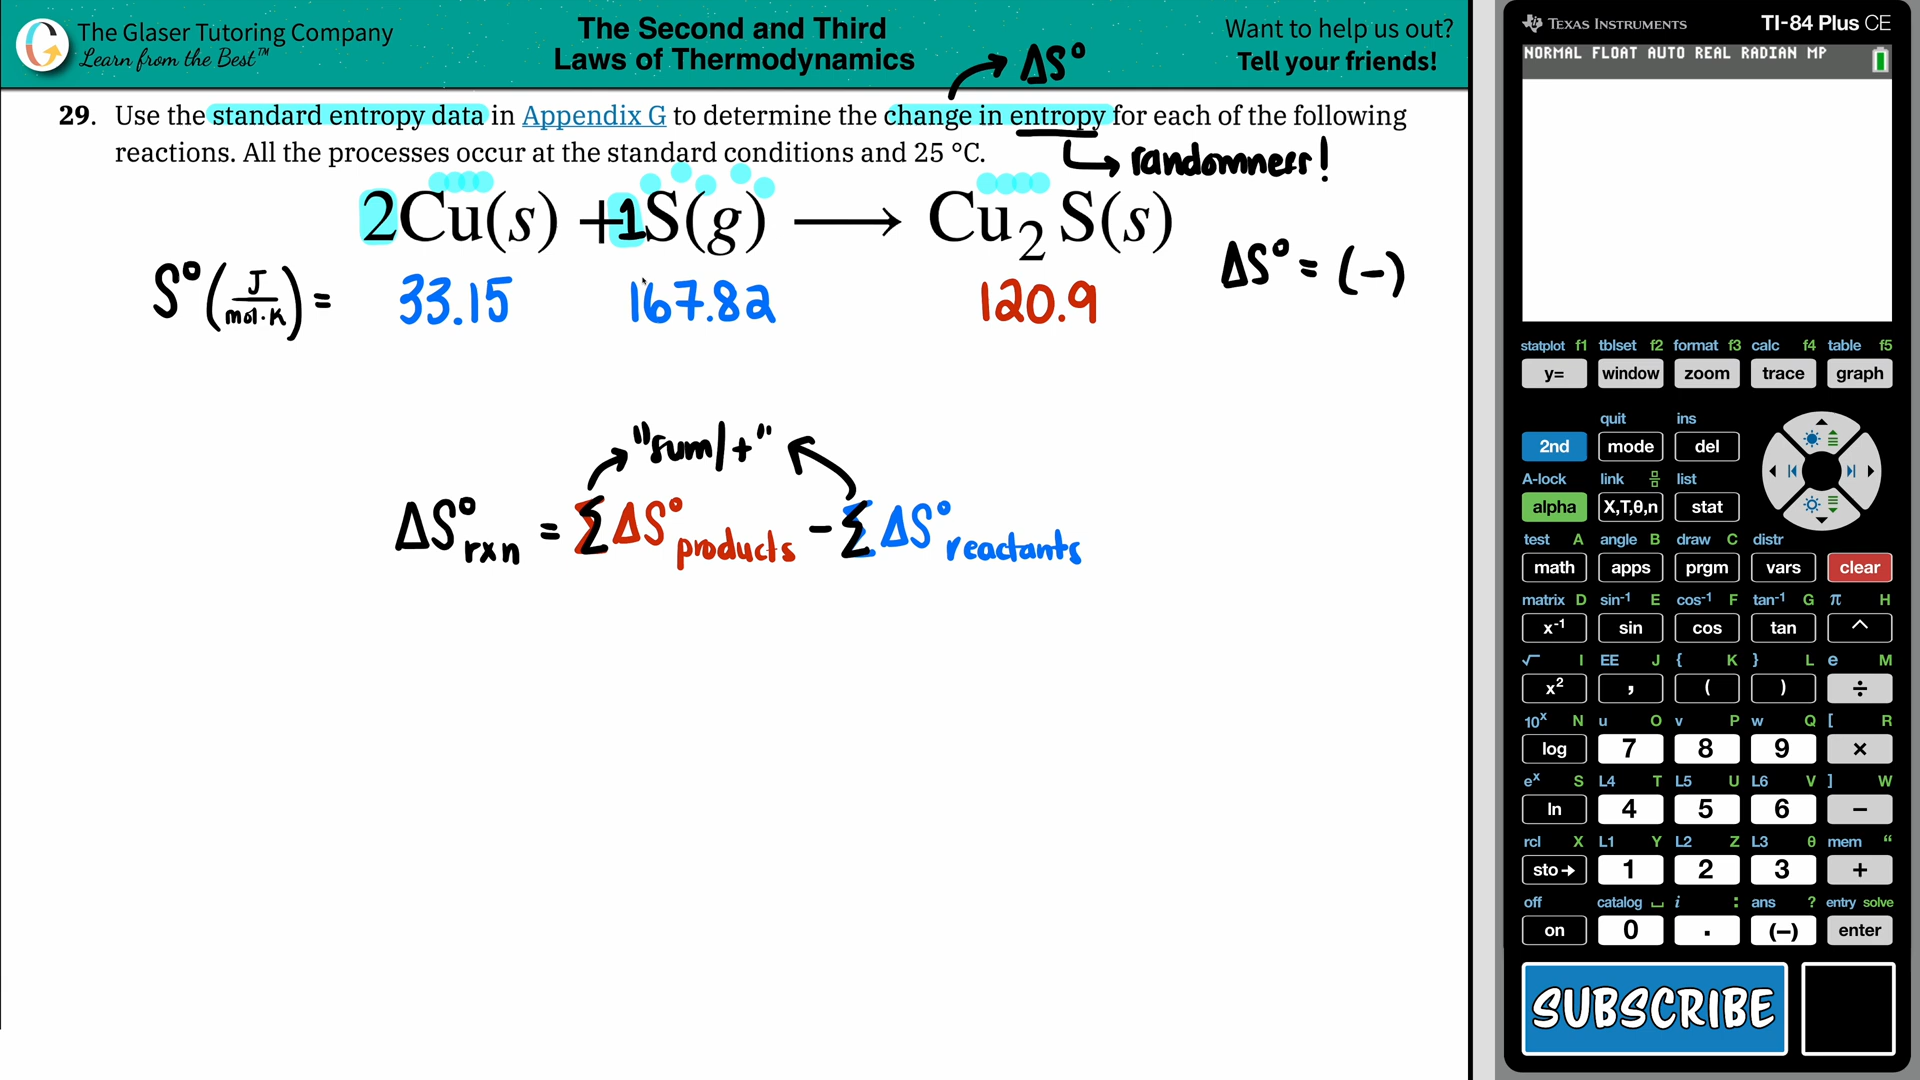 The Glaser Tutoring Company
Learn from the Best™
The Second and Third
Laws of Thermodynamics
Want to help us out?
Tell your friends!
ΔS°
29. Use the standard entropy data in Appendix G to determine the change in entropy for each of the following
reactions. All the processes occur at the standard conditions and 25 °C.
randomness!
2Cu(s) + 1S(g) ⟶ Cu₂S(s)
ΔS° = (−)
S° (J/mol·K) = 33.15 167.82 120.9
"sum/+"
ΔS°rxn = Σ ΔS°products − Σ ΔS°reactants
TEXAS INSTRUMENTS TI-84 Plus CE
NORMAL FLOAT AUTO REAL RADIAN MP
statplot f1 tblset f2 format f3 calc f4 table f5
y= window zoom trace graph
quit ins
2nd mode del
A-lock link list
alpha X,T,θ,n stat
test A angle B draw C distr
math apps prgm vars clear
matrix D sin⁻¹ E cos⁻¹ F tan⁻¹ G π H
x⁻¹ sin cos tan ^
√ I EE J { K } L e M
x² , ( ) ÷
10ˣ N u O v P w Q [ R
log 7 8 9 ×
eˣ S L4 T L5 U L6 V ] W
ln 4 5 6 −
rcl X L1 Y L2 Z L3 θ mem "
sto→ 1 2 3 +
off catalog ⎵ i : ans ? entry solve
on 0 . (−) enter
SUBSCRIBE